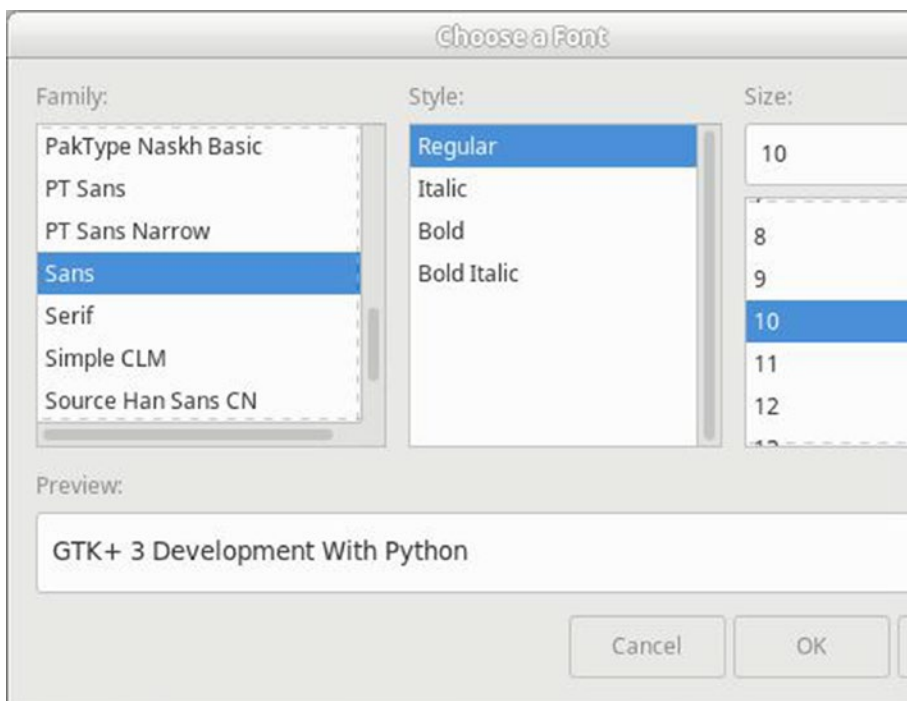 Choose a Font
Family:
PakType Naskh Basic
PT Sans
PT Sans Narrow
Sans
Serif
Simple CLM
Source Han Sans CN
Style:
Regular
Italic
Bold
Bold Italic
Size:
10
8
9
10
11
12
Preview:
GTK+ 3 Development With Python
Cancel
OK